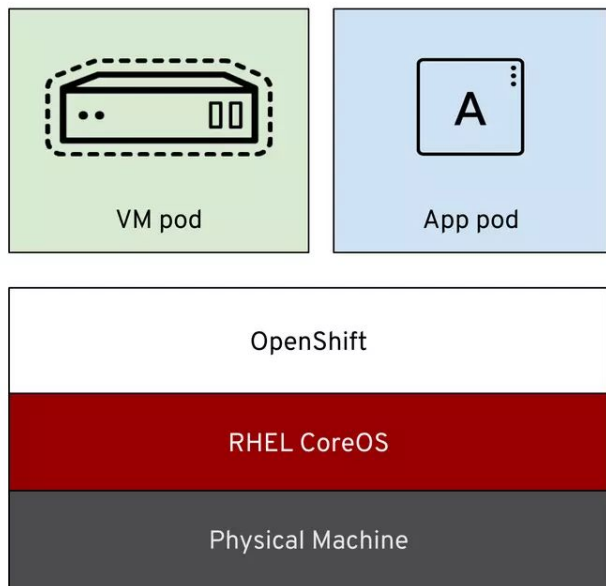 A
VM pod
App pod
OpenShift
RHEL CoreOS
Physical Machine